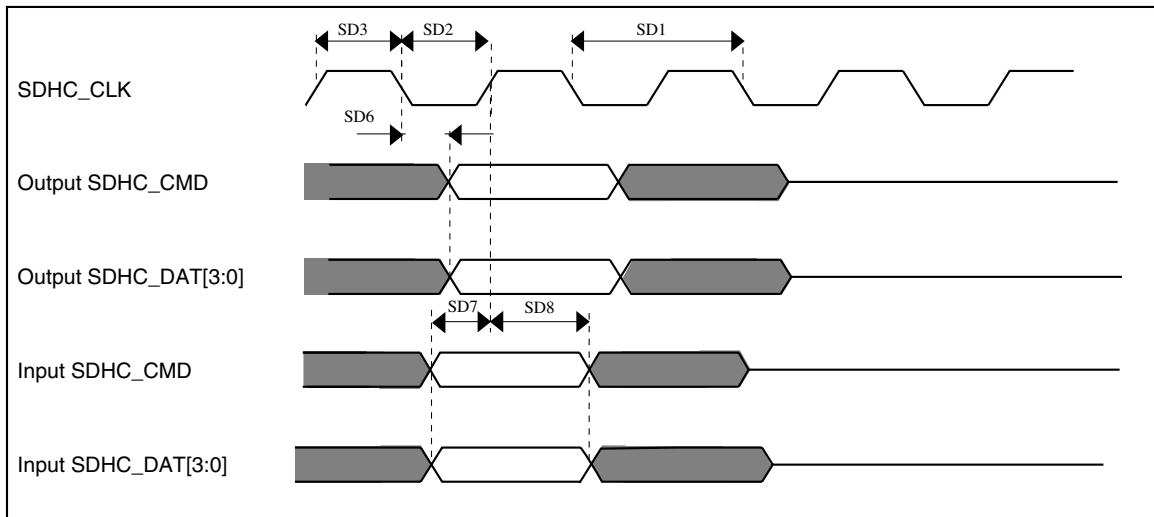 SD3 SD2 SD1
SDHC_CLK
SD6
Output SDHC_CMD
Output SDHC_DAT[3:0]
SD7 SD8
Input SDHC_CMD
Input SDHC_DAT[3:0]